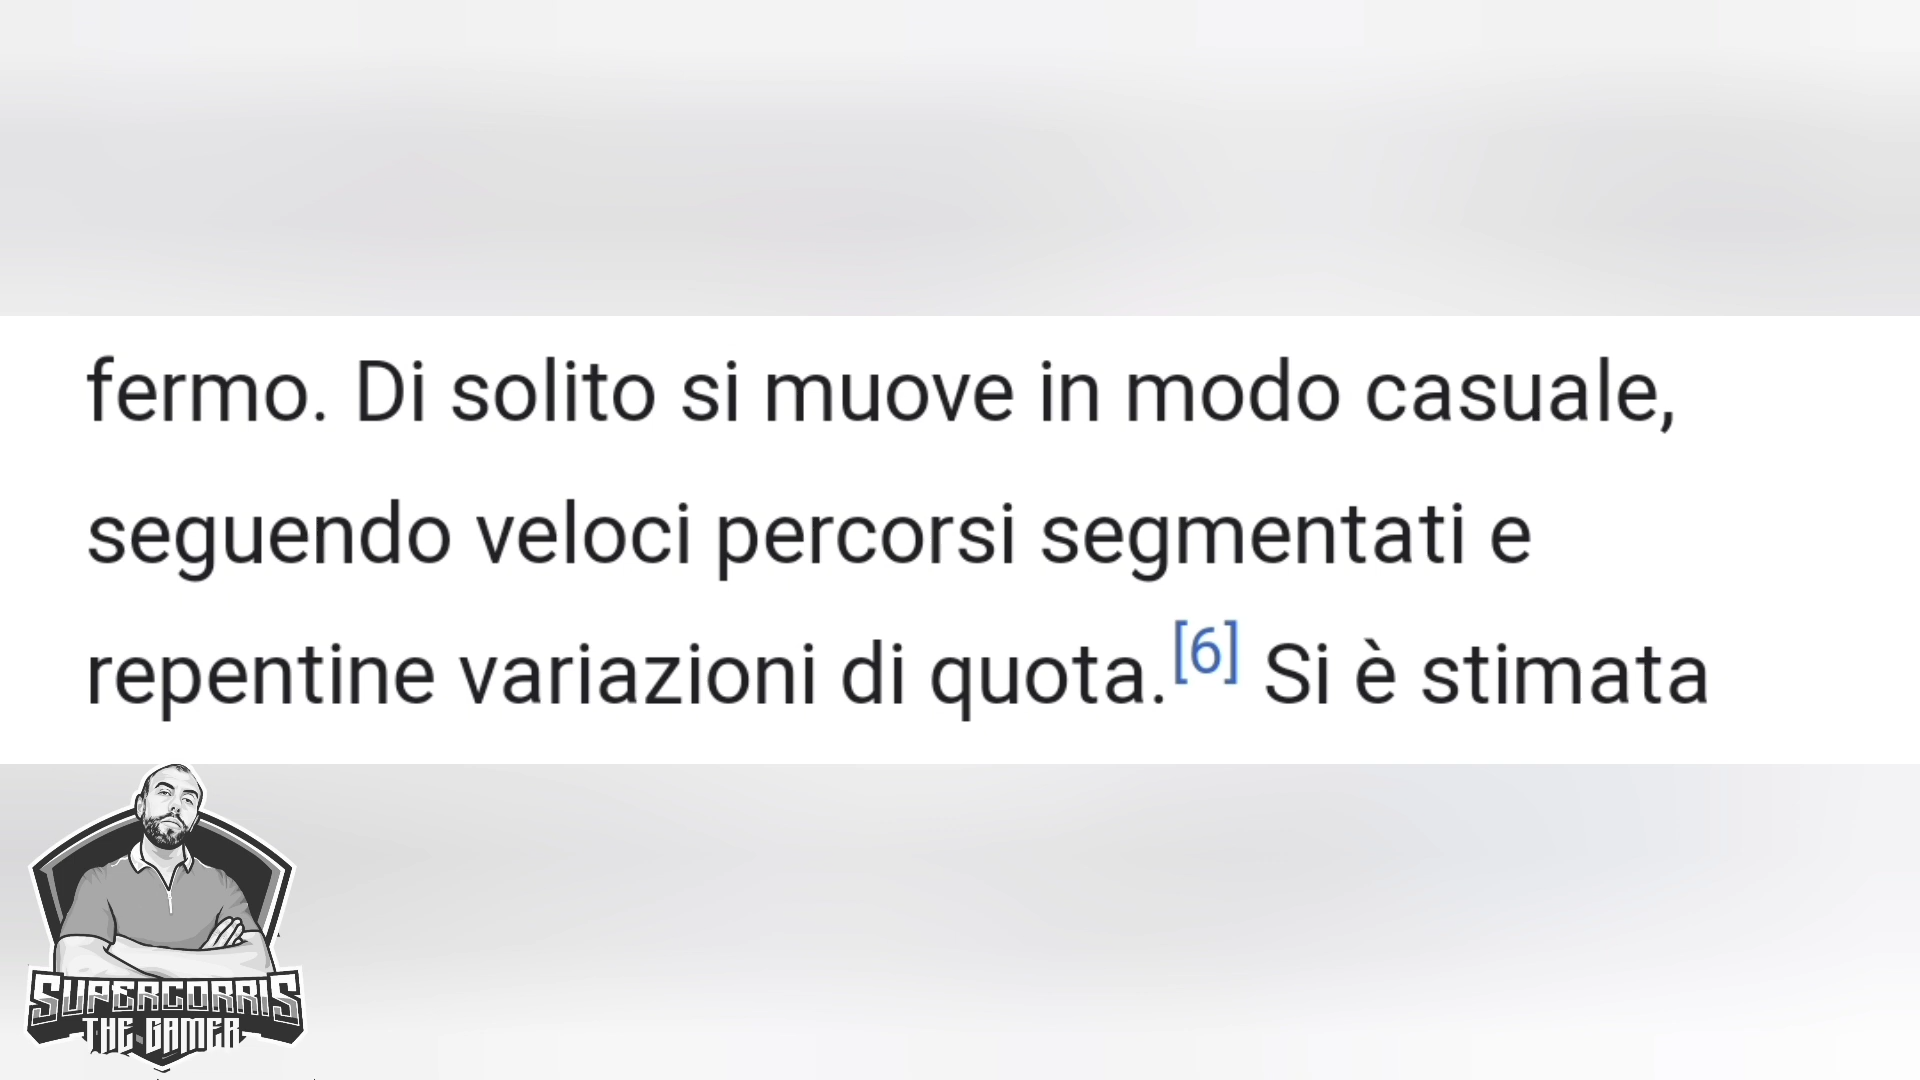 fermo. Di solito si muove in modo casuale,
seguendo veloci percorsi segmentati e
repentine variazioni di quota.[6] Si è stimata
SUPERCORRIS
THE GAMER